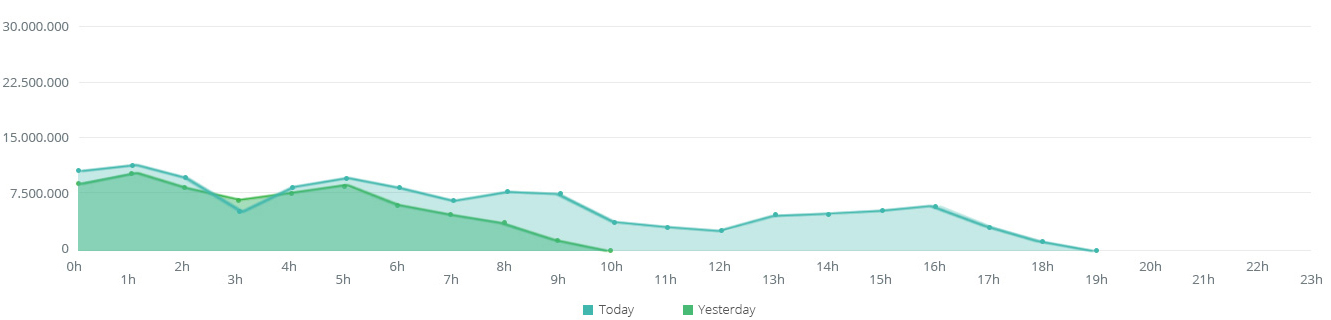 30.000.000
22.500.000
15.000.000
7.500.000
0
0h 2h 4h 6h 8h 10h 12h 14h 16h 18h 20h 22h
1h 3h 5h 7h 9h 11h 13h 15h 17h 19h 21h 23h
Today Yesterday